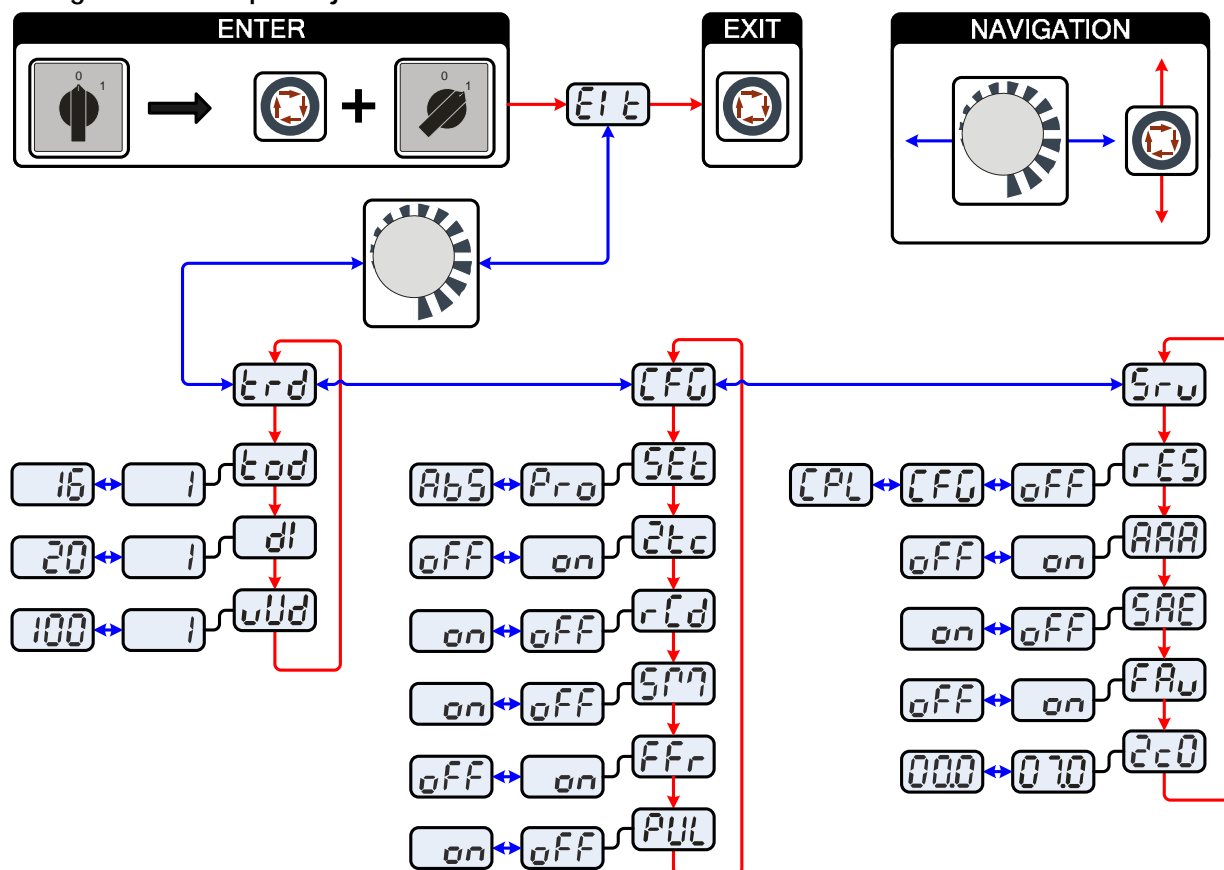 ENTER
EXIT
NAVIGATION
0
1
0
1
EIt
trd
CFG
Srv
tod
16
1
SEt
AbS
Pro
rES
CPL
CFG
oFF
dI
20
1
2tc
oFF
on
AAA
oFF
on
vUd
100
1
rCd
on
oFF
SAE
on
oFF
on
oFF
FAv
oFF
on
FFr
oFF
on
2c0
00.0
07.0
PUL
on
oFF